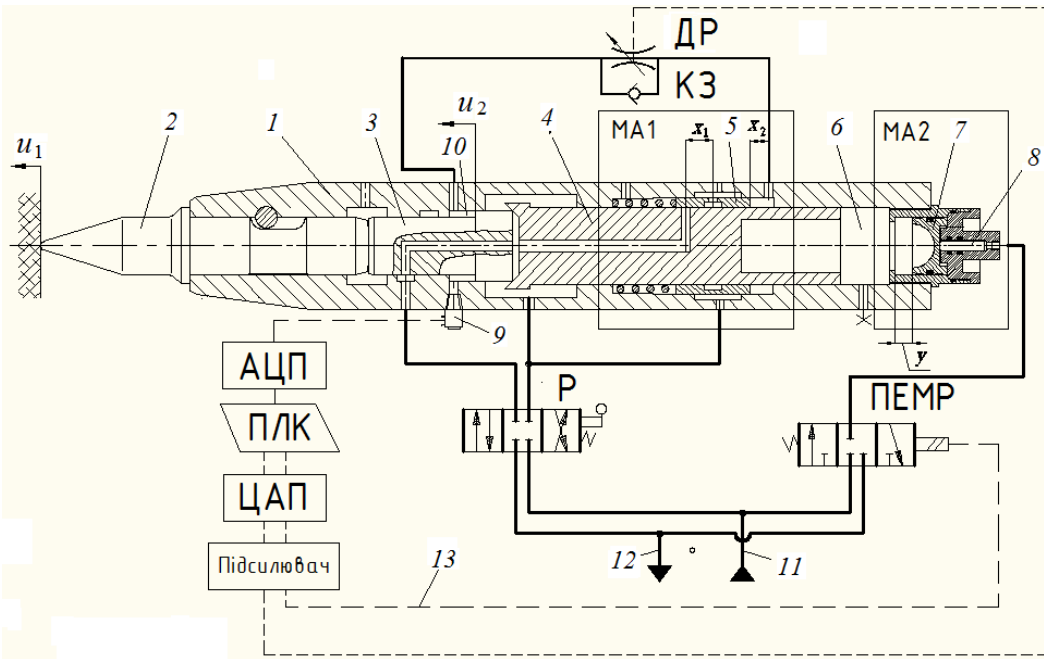 ДР
КЗ
u₁
2
1
3
u₂
10
4
МА1
x₁
5
x₂
6
МА2
7
8
9
y
АЦП
ПЛК
ЦАП
Підсилювач
Р
ПЕМР
12
11
13